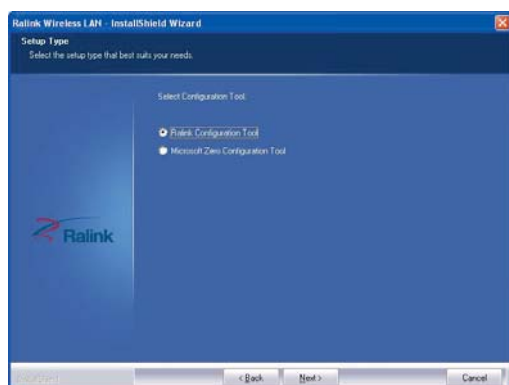 Ralink Wireless LAN - InstallShield Wizard
Setup Type
Select the setup type that best suits your needs.
Select Configuration Tool.
Ralink Configuration Tool
Microsoft Zero Configuration Tool
Ralink
InstallShield
< Back
Next >
Cancel